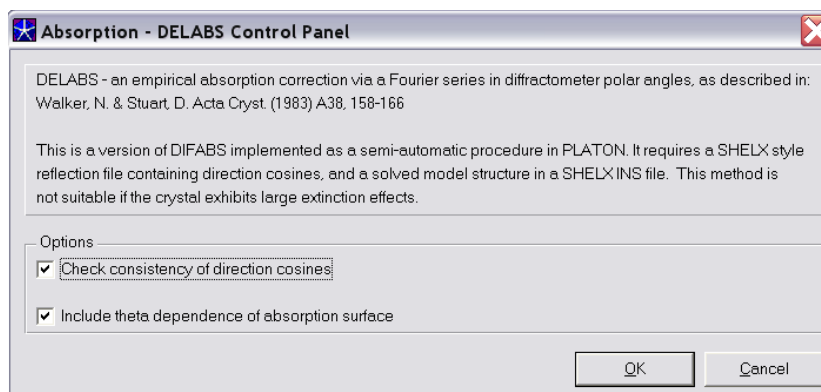 Absorption - DELABS Control Panel
DELABS - an empirical absorption correction via a Fourier series in diffractometer polar angles, as described in:
Walker, N. & Stuart, D. Acta Cryst. (1983) A38, 158-166
This is a version of DIFABS implemented as a semi-automatic procedure in PLATON. It requires a SHELX style
reflection file containing direction cosines, and a solved model structure in a SHELX INS file. This method is
not suitable if the crystal exhibits large extinction effects.
Options
Check consistency of direction cosines
Include theta dependence of absorption surface
OK Cancel